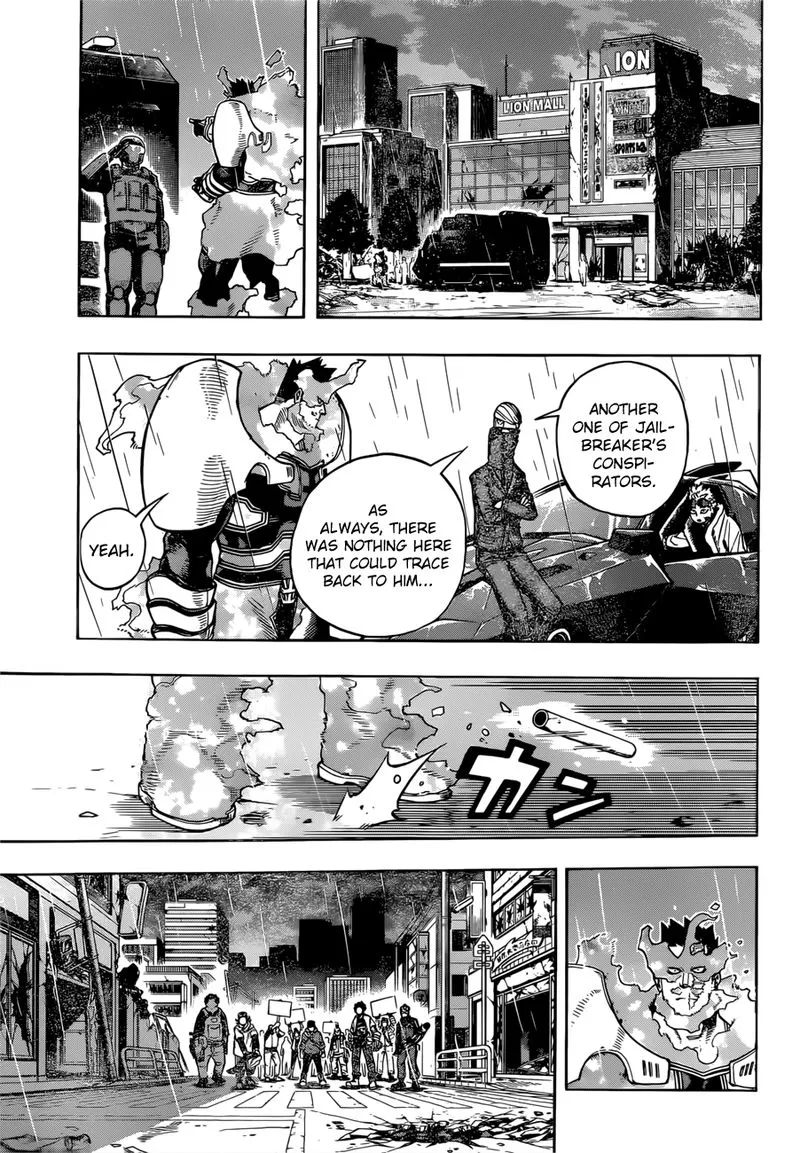 LION
LION MALL
SPORTS
ANOTHER
ONE OF JAIL-
BREAKER'S
CONSPI-
RATORS.
AS
ALWAYS, THERE
WAS NOTHING HERE
THAT COULD TRACE
BACK TO HIM...
YEAH.
カン